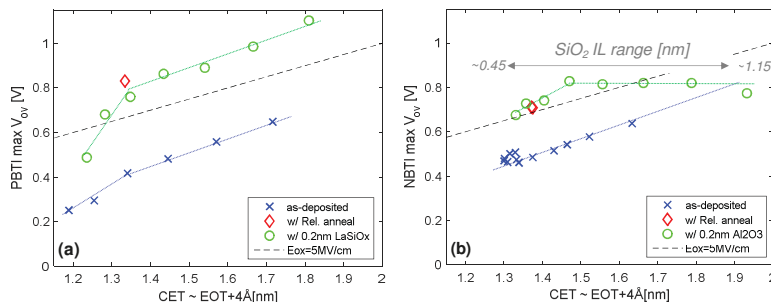 1
0.8
0.6
0.4
0.2
0
PBTI max Vov [V]
1.2 1.3 1.4 1.5 1.6 1.7 1.8 1.9 2
CET ~ EOT+4Å[nm]
(a)
as-deposited
w/ Rel. anneal
w/ 0.2nm LaSiOx
Eox=5MV/cm
1
0.8
0.6
0.4
0.2
0
NBTI max Vov [V]
SiO2 IL range [nm]
~0.45
~1.15
1.2 1.3 1.4 1.5 1.6 1.7 1.8 1.9 2
CET ~ EOT+4Å[nm]
(b)
as-deposited
w/ Rel. anneal
w/ 0.2nm Al2O3
Eox=5MV/cm